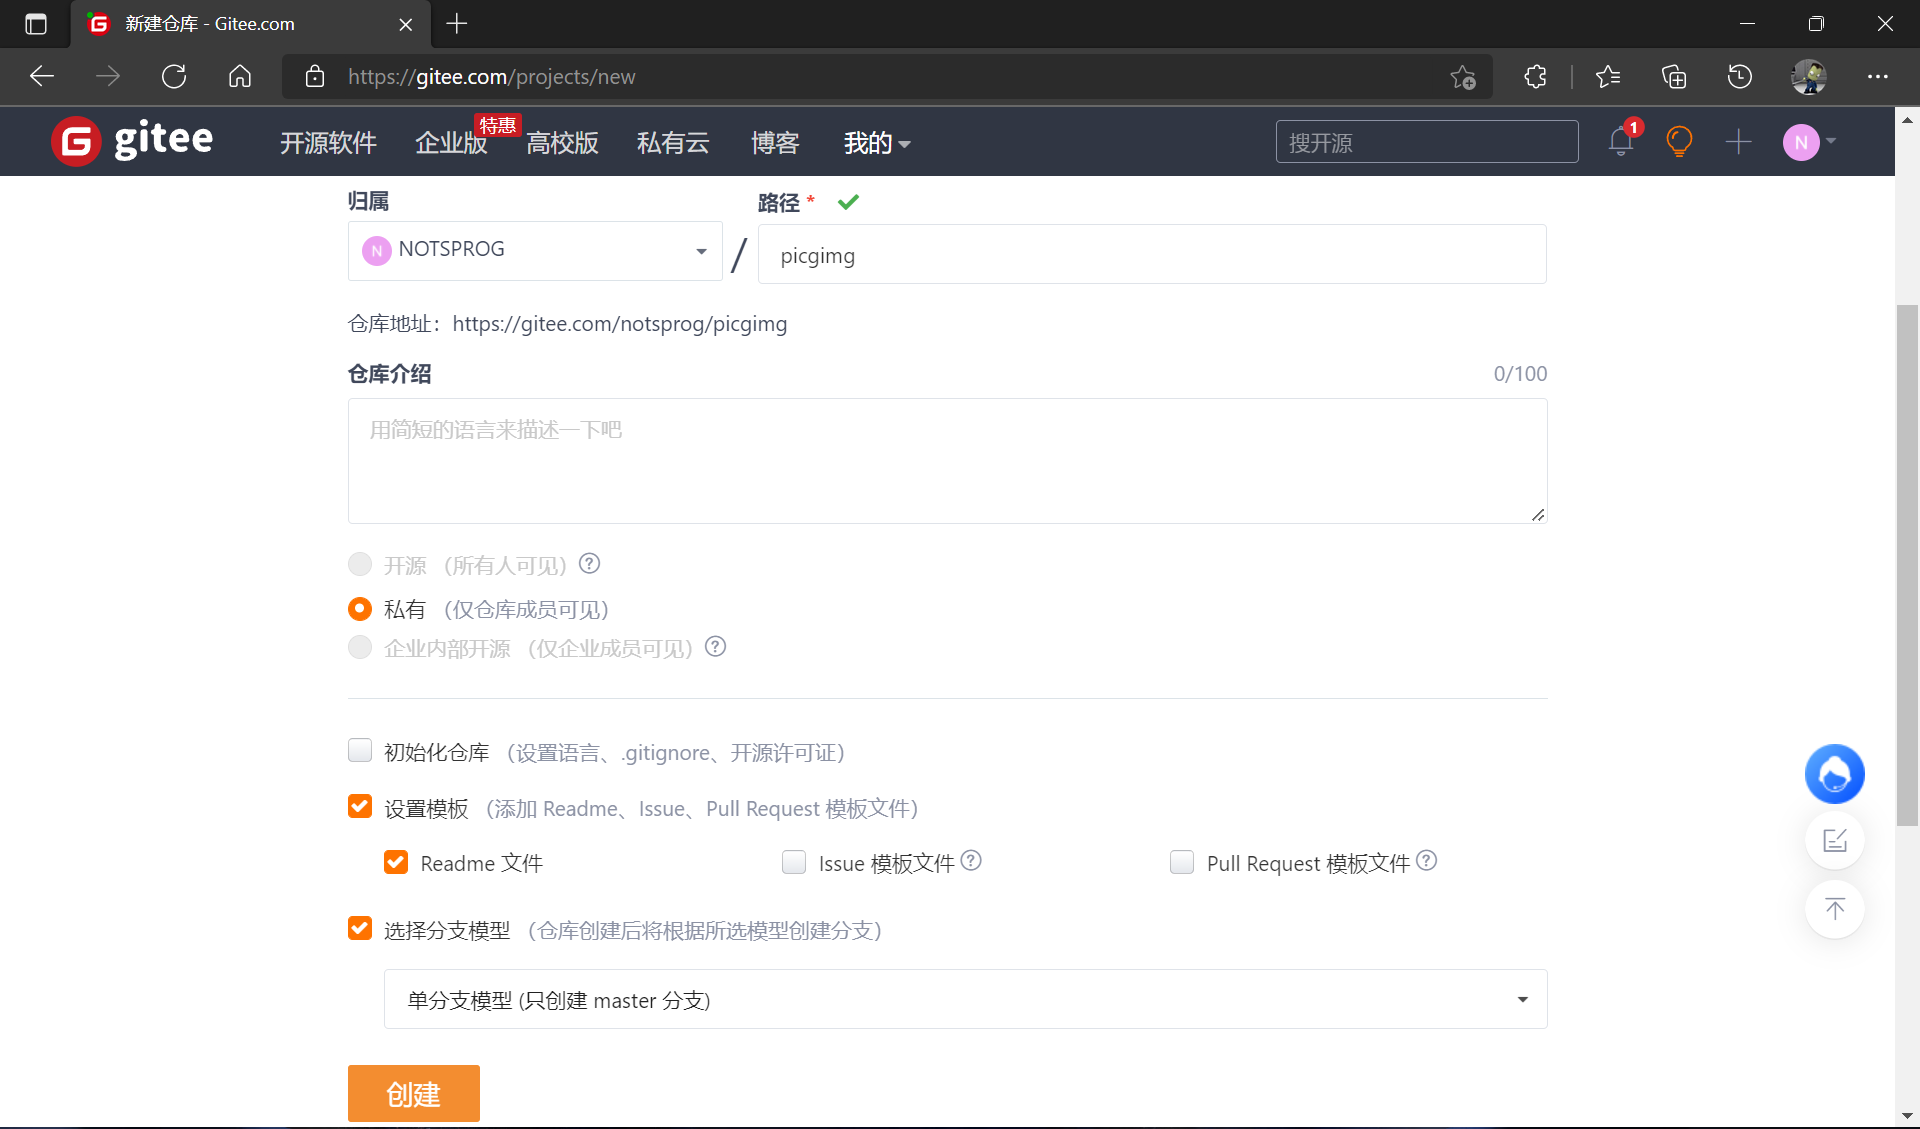 新建仓库 - Gitee.com
https://gitee.com/projects/new
G gitee 开源软件 企业版 特惠 高校版 私有云 博客 我的 搜开源 1 N
归属 路径 *
N NOTSPROG / picgimg
仓库地址：https://gitee.com/notsprog/picgimg
仓库介绍 0/100
用简短的语言来描述一下吧
开源 （所有人可见） ?
私有 （仅仓库成员可见）
企业内部开源 （仅企业成员可见） ?
初始化仓库 （设置语言、.gitignore、开源许可证）
设置模板 （添加 Readme、Issue、Pull Request 模板文件）
Readme 文件 Issue 模板文件 ? Pull Request 模板文件 ?
选择分支模型 （仓库创建后将根据所选模型创建分支）
单分支模型 (只创建 master 分支)
创建